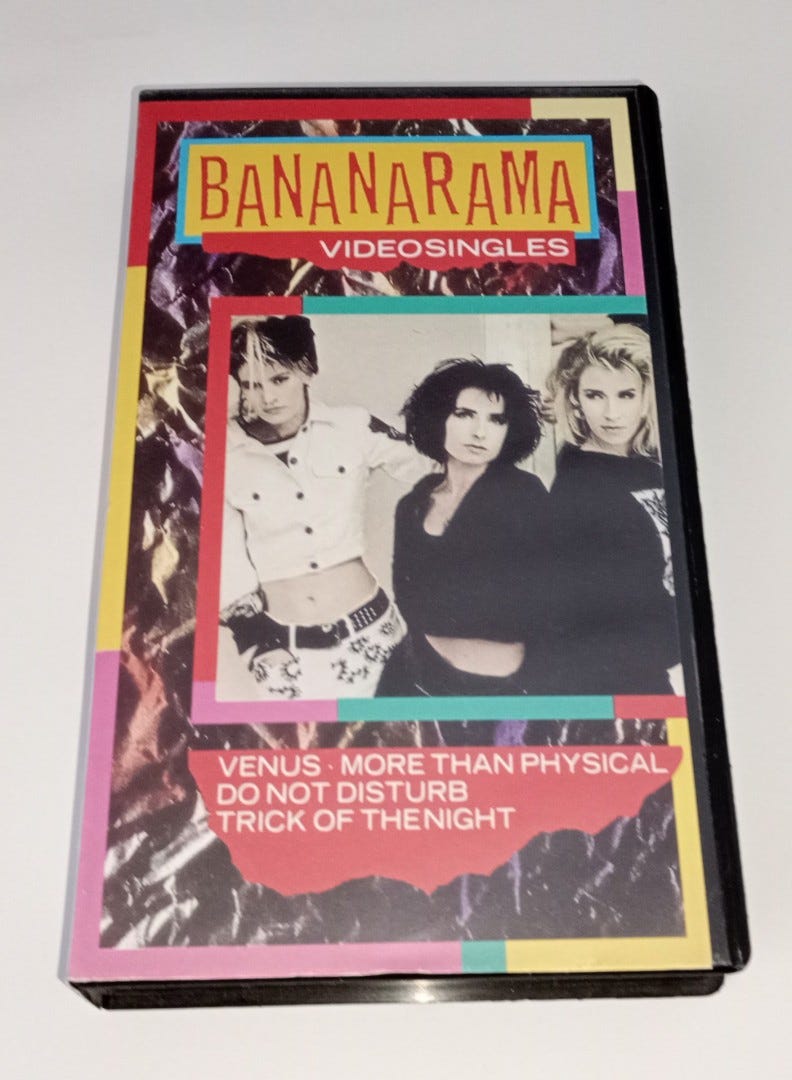 BANANARAMA
VIDEOSINGLES
VENUS · MORE THAN PHYSICAL
DO NOT DISTURB
TRICK OF THE NIGHT